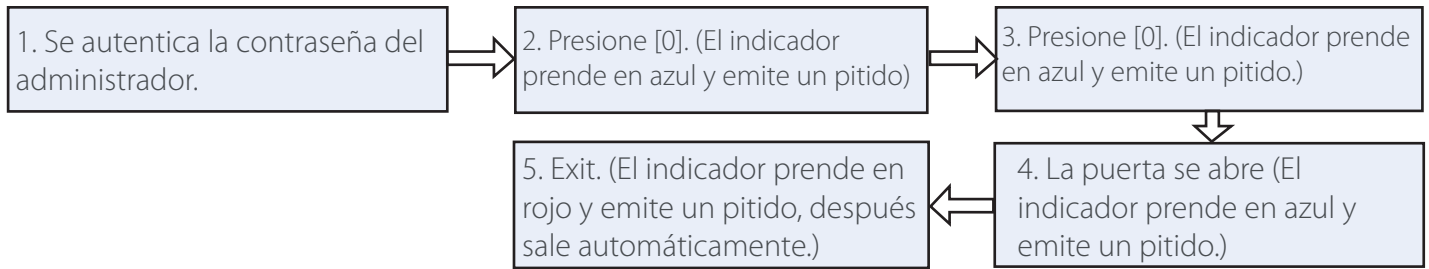 1. Se autentica la contraseña del
administrador.
2. Presione [0]. (El indicador
prende en azul y emite un pitido)
3. Presione [0]. (El indicador prende
en azul y emite un pitido.)
4. La puerta se abre (El
indicador prende en azul y
emite un pitido.)
5. Exit. (El indicador prende en
rojo y emite un pitido, después
sale automáticamente.)